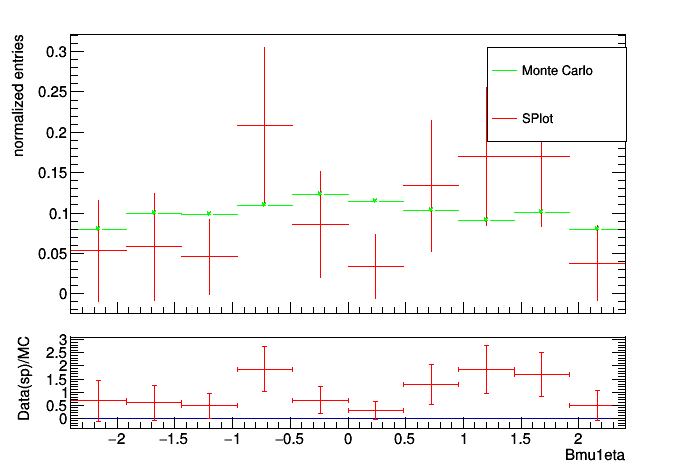 normalized entries
0.3
0.25
0.2
0.15
0.1
0.05
0
Monte Carlo
SPlot
Data(sp)/MC
3
2.5
2
1.5
1
0.5
0
−2 −1.5 −1 −0.5 0 0.5 1 1.5 2
Bmu1eta